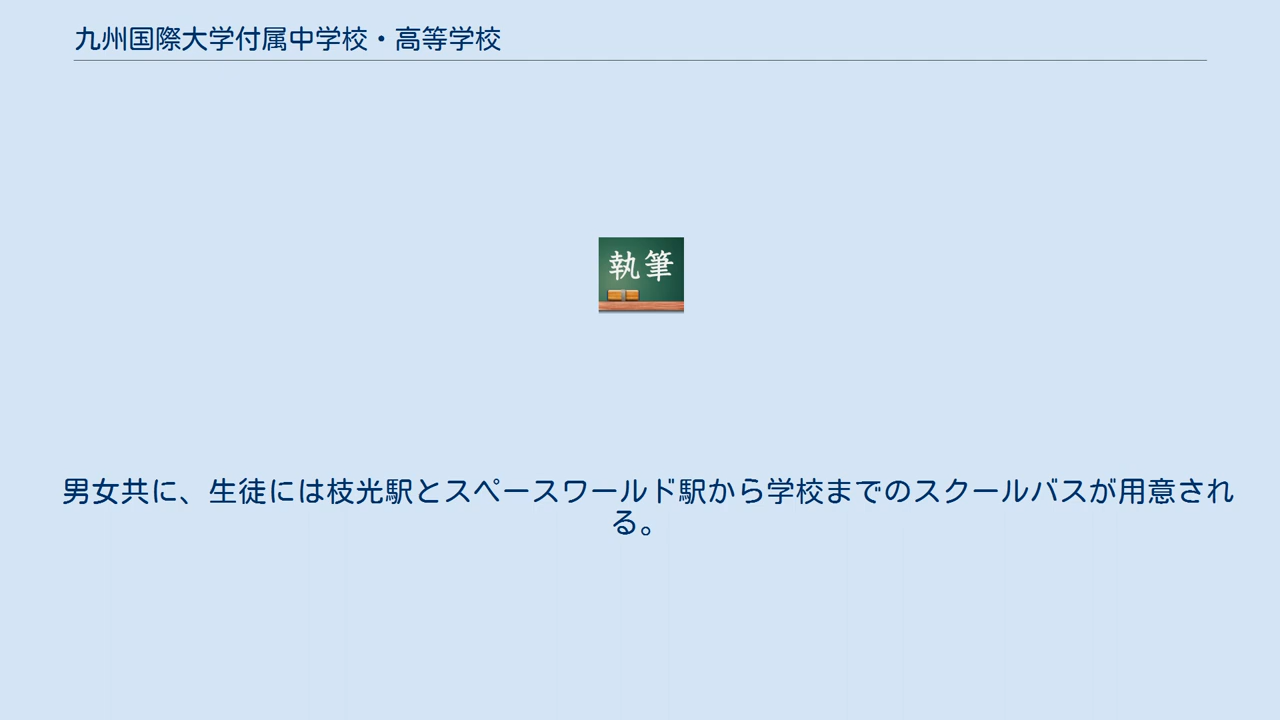 九州国際大学付属中学校・高等学校
執筆
男女共に、生徒には枝光駅とスペースワールド駅から学校までのスクールバスが用意され
る。